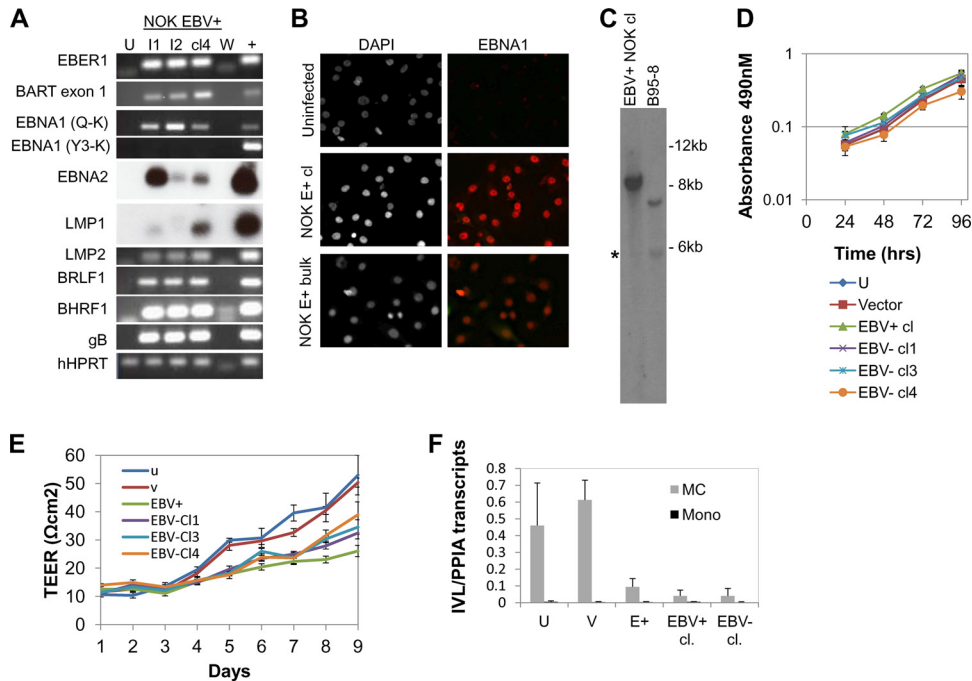 A
NOK EBV+
U I1 I2 cl4 W +
EBER1
BART exon 1
EBNA1 (Q-K)
EBNA1 (Y3-K)
EBNA2
LMP1
LMP2
BRLF1
BHRF1
gB
hHPRT
B
DAPI EBNA1
Uninfected
NOK E+ cl
NOK E+ bulk
C
EBV+ NOK cl
B95-8
-12kb
- 8kb
- 6kb
*
D
Absorbance 490nM
1
0.1
0.01
0 24 48 72 96
Time (hrs)
U
Vector
EBV+ cl
EBV- cl1
EBV- cl3
EBV- cl4
E
TEER (Ωcm2)
60
50
40
30
20
10
0
u
v
EBV+
EBV-Cl1
EBV-Cl3
EBV-Cl4
1 2 3 4 5 6 7 8 9
Days
F
IVL/PPIA transcripts
0.8
0.7
0.6
0.5
0.4
0.3
0.2
0.1
0
MC
Mono
U V E+ EBV+ cl. EBV- cl.